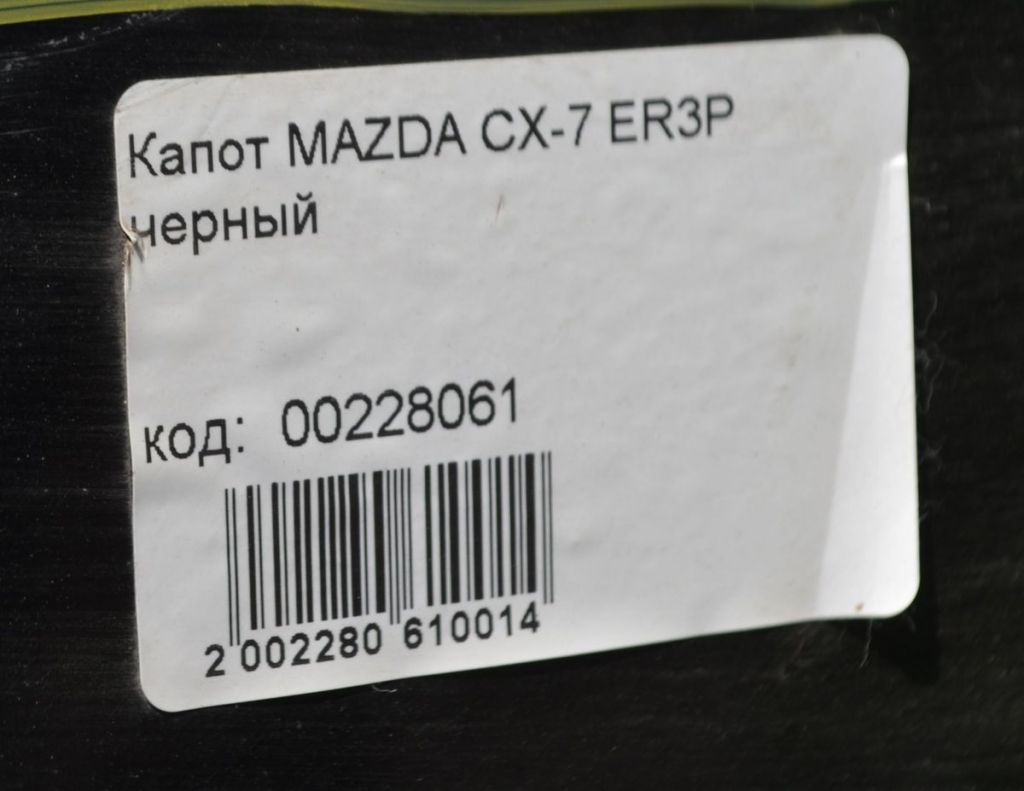 Капот MAZDA CX-7 ER3P
черный
код: 00228061
2 002280 610014